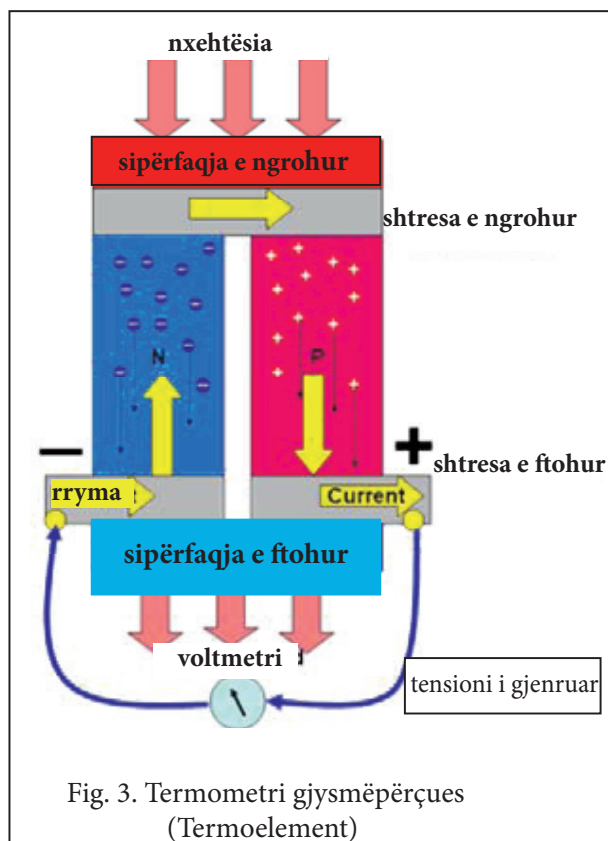 nxehtësia
sipërfaqja e ngrohur
shtresa e ngrohur
N
P
− +
shtresa e ftohur
rryma
Current
sipërfaqja e ftohur
voltmetri
tensioni i gjenruar
Fig. 3. Termometri gjysmëpërçues
(Termoelement)